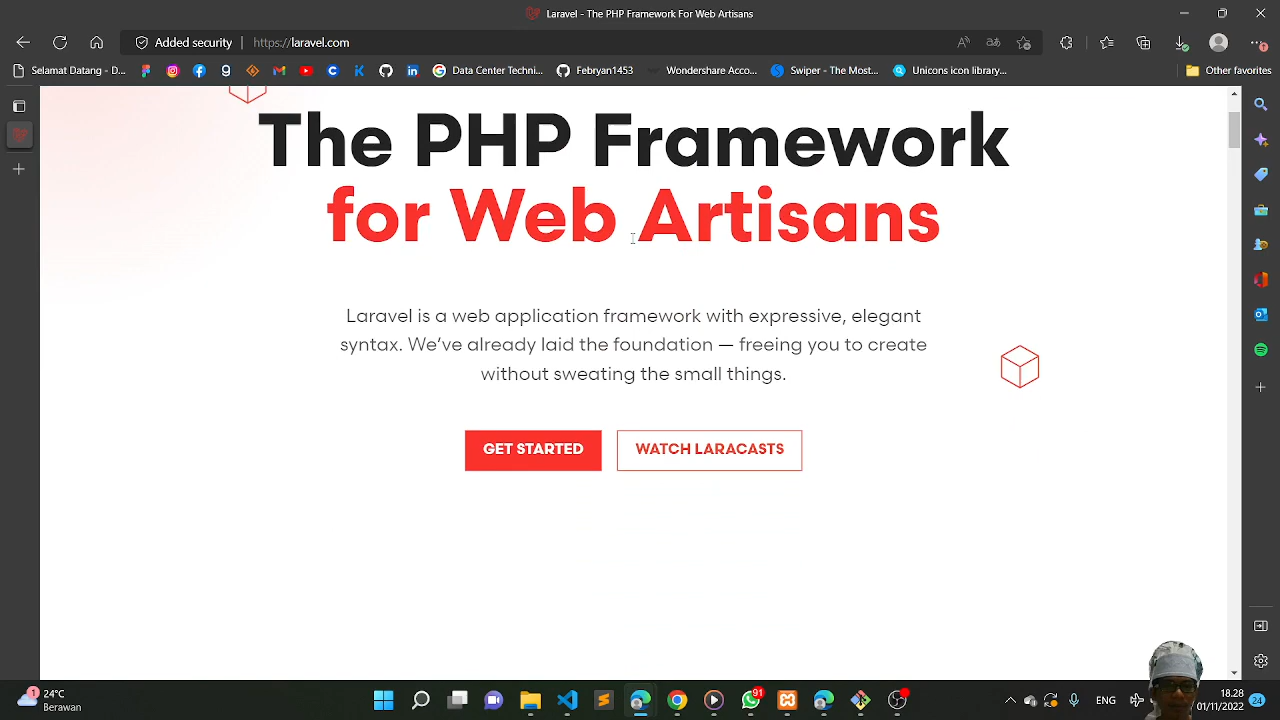 Laravel - The PHP Framework For Web Artisans
Added security
https://laravel.com
Selamat Datang - D...
Data Center Techni...
Febryan1453
Wondershare Acco...
Swiper - The Most...
Unicons icon library...
Other favorites
The PHP Framework
for Web Artisans
Laravel is a web application framework with expressive, elegant
syntax. We've already laid the foundation — freeing you to create
without sweating the small things.
GET STARTED
WATCH LARACASTS
1
24°C
Berawan
91
ENG
18.28
01/11/2022
24